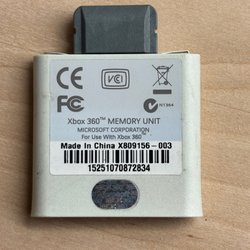 CE
VCI
FC
N1364
Xbox 360™ MEMORY UNIT
MICROSOFT CORPORATION
For Use With Xbox 360™
Made In China X809156-003
15251070872834